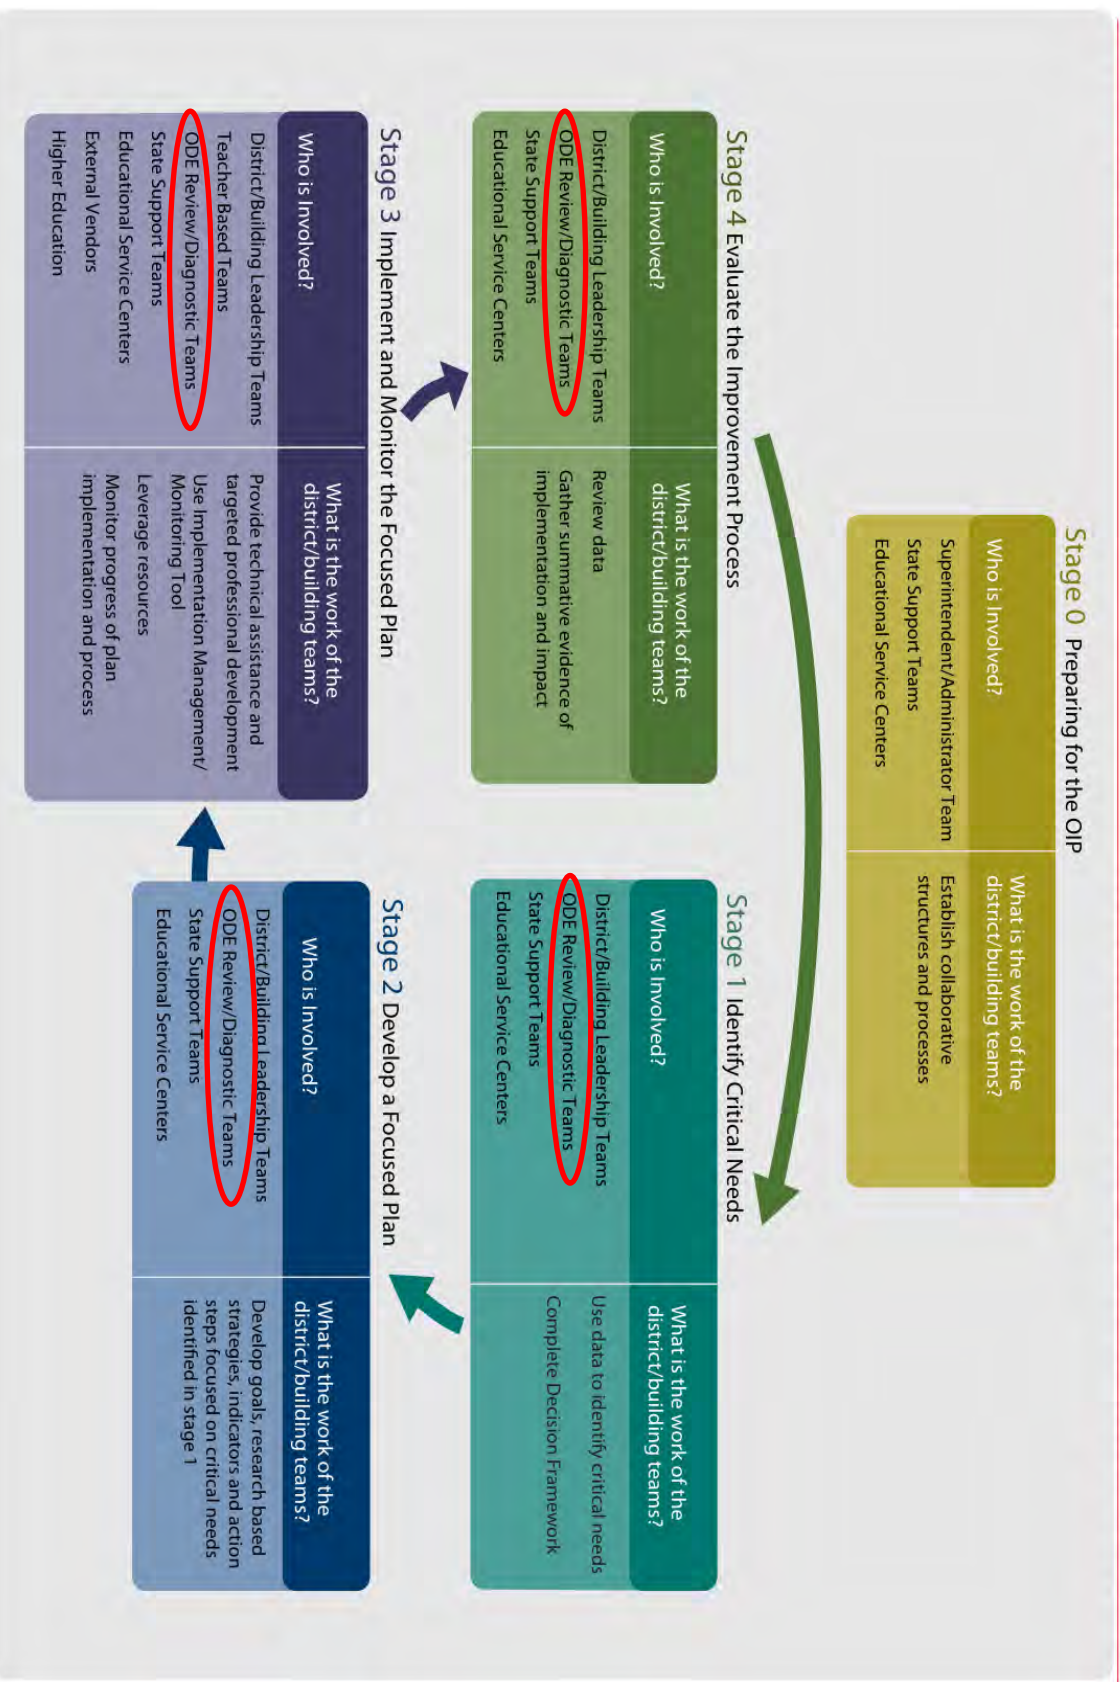 Stage 0 Preparing for the OIP
Who is Involved?
Superintendent/Administrator Team
State Support Teams
Educational Service Centers
What is the work of the
district/building teams?
Establish collaborative
structures and processes
Stage 4 Evaluate the Improvement Process
Who is Involved?
District/Building Leadership Teams
ODE Review/Diagnostic Teams
State Support Teams
Educational Service Centers
What is the work of the
district/building teams?
Review data
Gather summative evidence of
implementation and impact
Stage 1 Identify Critical Needs
Who is Involved?
District/Building Leadership Teams
ODE Review/Diagnostic Teams
State Support Teams
Educational Service Centers
What is the work of the
district/building teams?
Use data to identify critical needs
Complete Decision Framework
Stage 3 Implement and Monitor the Focused Plan
Who is Involved?
District/Building Leadership Teams
Teacher Based Teams
ODE Review/Diagnostic Teams
State Support Teams
Educational Service Centers
External Vendors
Higher Education
What is the work of the
district/building teams?
Provide technical assistance and
targeted professional development
Use Implementation Management/
Monitoring Tool
Leverage resources
Monitor progress of plan
implementation and process
Stage 2 Develop a Focused Plan
Who is Involved?
District/Building Leadership Teams
ODE Review/Diagnostic Teams
State Support Teams
Educational Service Centers
What is the work of the
district/building teams?
Develop goals, research based
strategies, indicators and action
steps focused on critical needs
identified in stage 1